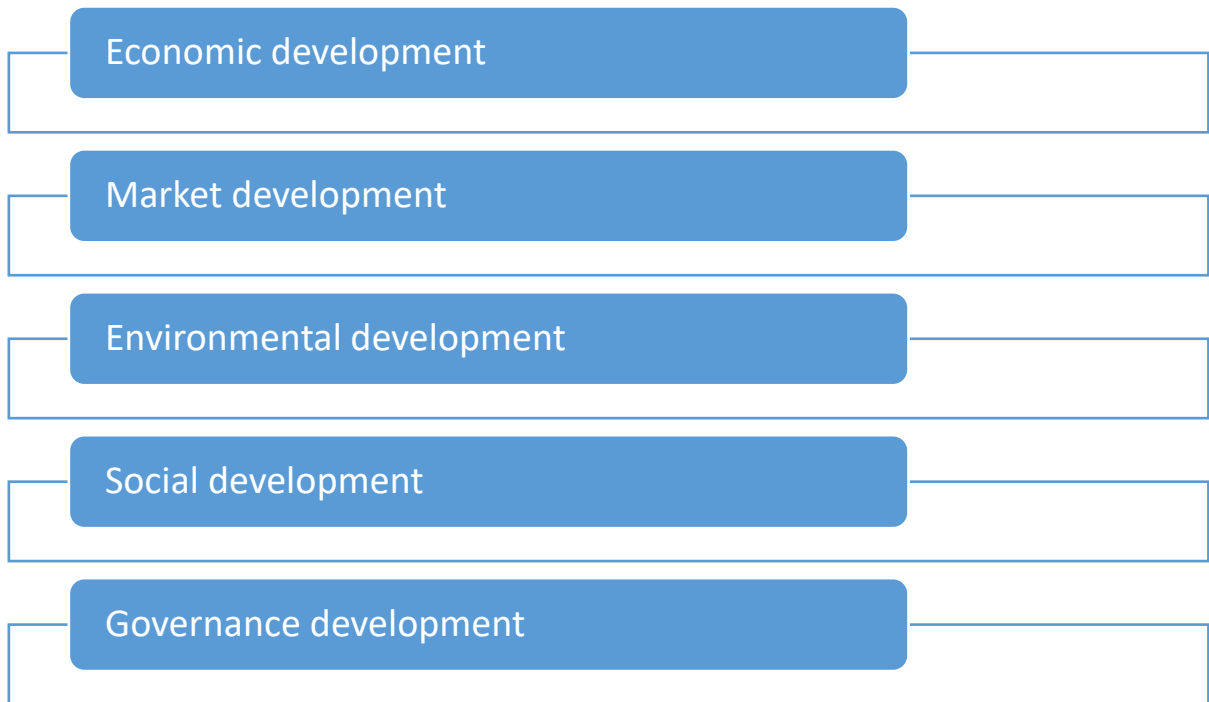 Economic development
Market development
Environmental development
Social development
Governance development